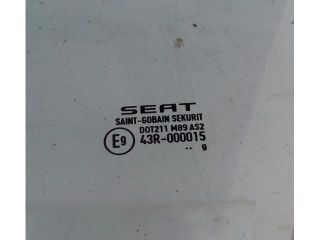 SEAT
SAINT-GOBAIN SEKURIT
DOT211 M89 AS2
E9 43R-000015
.. 9